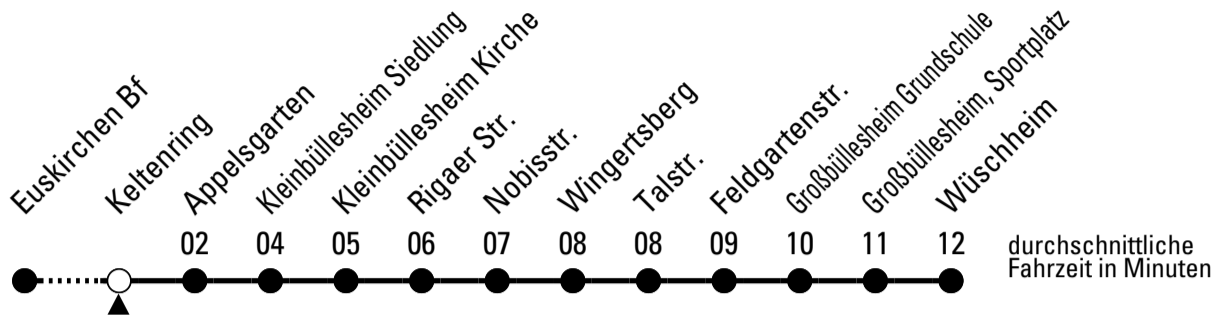 Euskirchen Bf
Keltenring
Appelsgarten
Kleinbüllesheim Siedlung
Kleinbüllesheim Kirche
Rigaer Str.
Nobisstr.
Wingertsberg
Talstr.
Feldgartenstr.
Großbüllesheim Grundschule
Großbüllesheim, Sportplatz
Wüschheim
02 04 05 06 07 08 08 09 10 11 12
durchschnittliche
Fahrzeit in Minuten